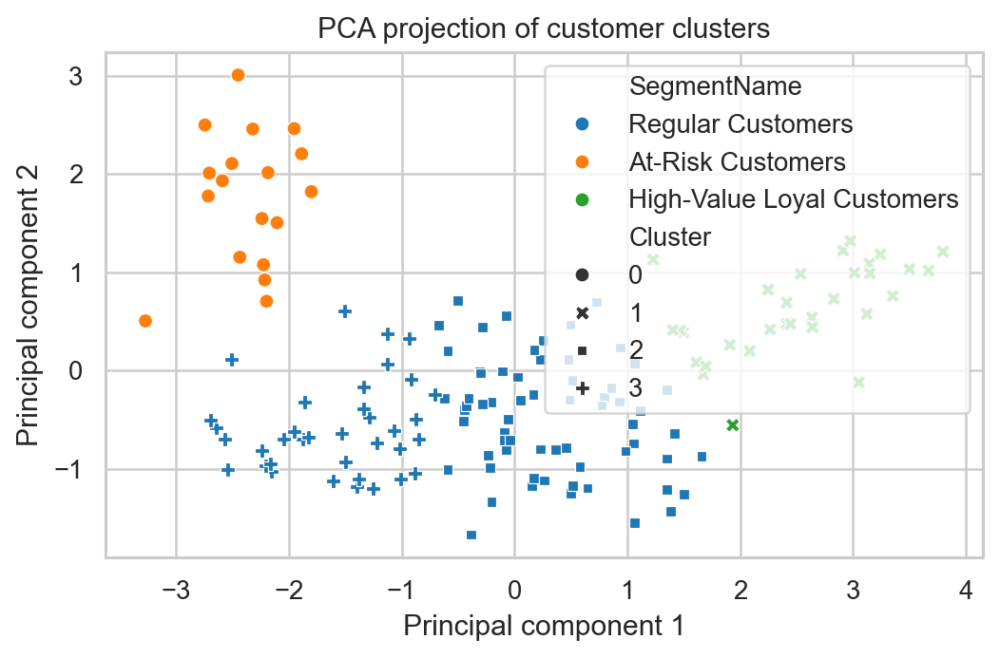 PCA projection of customer clusters
3
2
1
0
−1
Principal component 2
SegmentName
Regular Customers
At-Risk Customers
High-Value Loyal Customers
Cluster
0
1
2
3
−3
−2
−1
0
1
2
3
4
Principal component 1